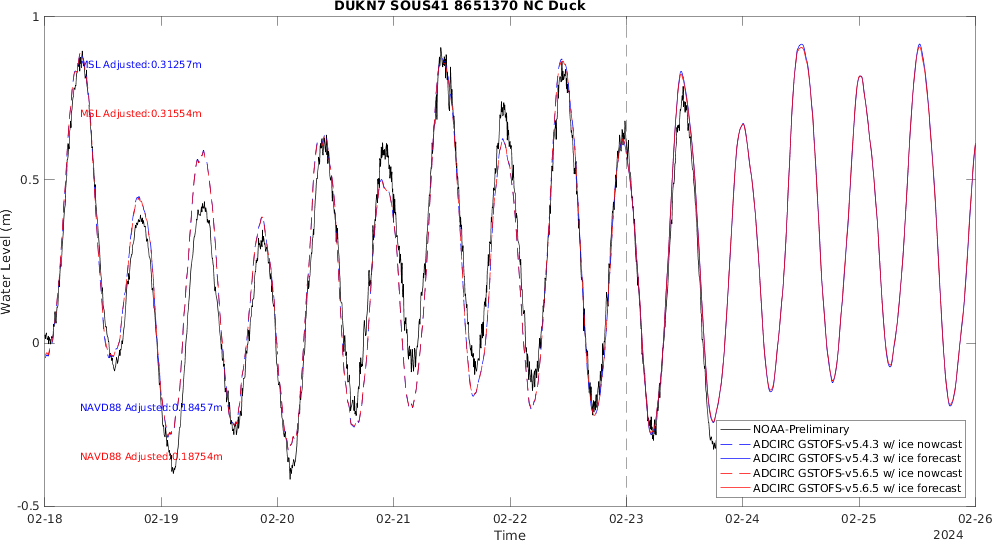 DUKN7 SOUS41 8651370 NC Duck
1
0.5
0
-0.5
Water Level (m)
MSL Adjusted:0.31257m
MSL Adjusted:0.31554m
NAVD88 Adjusted:0.18457m
NAVD88 Adjusted:0.18754m
NOAA-Preliminary
ADCIRC GSTOFS-v5.4.3 w/ ice nowcast
ADCIRC GSTOFS-v5.4.3 w/ ice forecast
ADCIRC GSTOFS-v5.6.5 w/ ice nowcast
ADCIRC GSTOFS-v5.6.5 w/ ice forecast
02-18 02-19 02-20 02-21 02-22 02-23 02-24 02-25 02-26
Time
2024